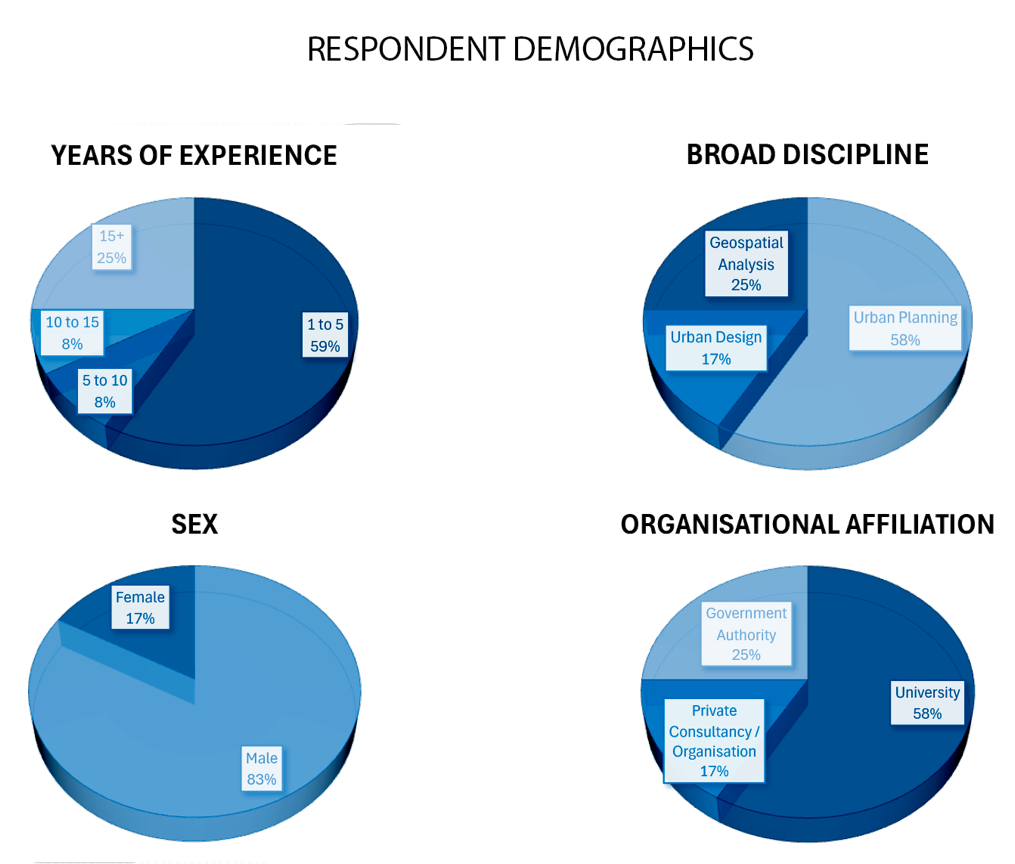 RESPONDENT DEMOGRAPHICS
YEARS OF EXPERIENCE
15+
25%
10 to 15
8%
5 to 10
8%
1 to 5
59%
BROAD DISCIPLINE
Geospatial
Analysis
25%
Urban Design
17%
Urban Planning
58%
SEX
Female
17%
Male
83%
ORGANISATIONAL AFFILIATION
Government
Authority
25%
Private
Consultancy /
Organisation
17%
University
58%